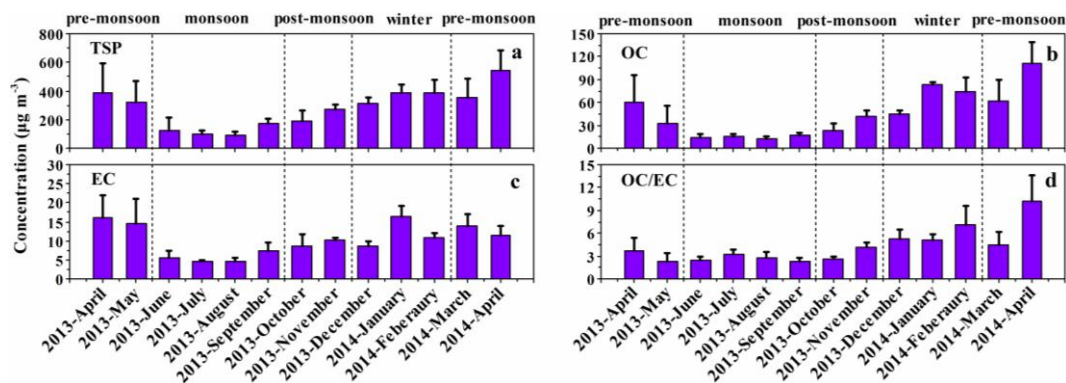 pre-monsoon monsoon post-monsoon winter pre-monsoon
TSP a
800
600
400
200
0
EC c
30
25
20
15
10
5
0
Concentration (μg m⁻³)
2013-April
2013-May
2013-June
2013-July
2013-August
2013-September
2013-October
2013-November
2013-December
2014-January
2014-Feberary
2014-March
2014-April
pre-monsoon monsoon post-monsoon winter pre-monsoon
OC b
150
120
90
60
30
0
OC/EC d
15
12
9
6
3
0
2013-April
2013-May
2013-June
2013-July
2013-August
2013-September
2013-October
2013-November
2013-December
2014-January
2014-Feberary
2014-March
2014-April